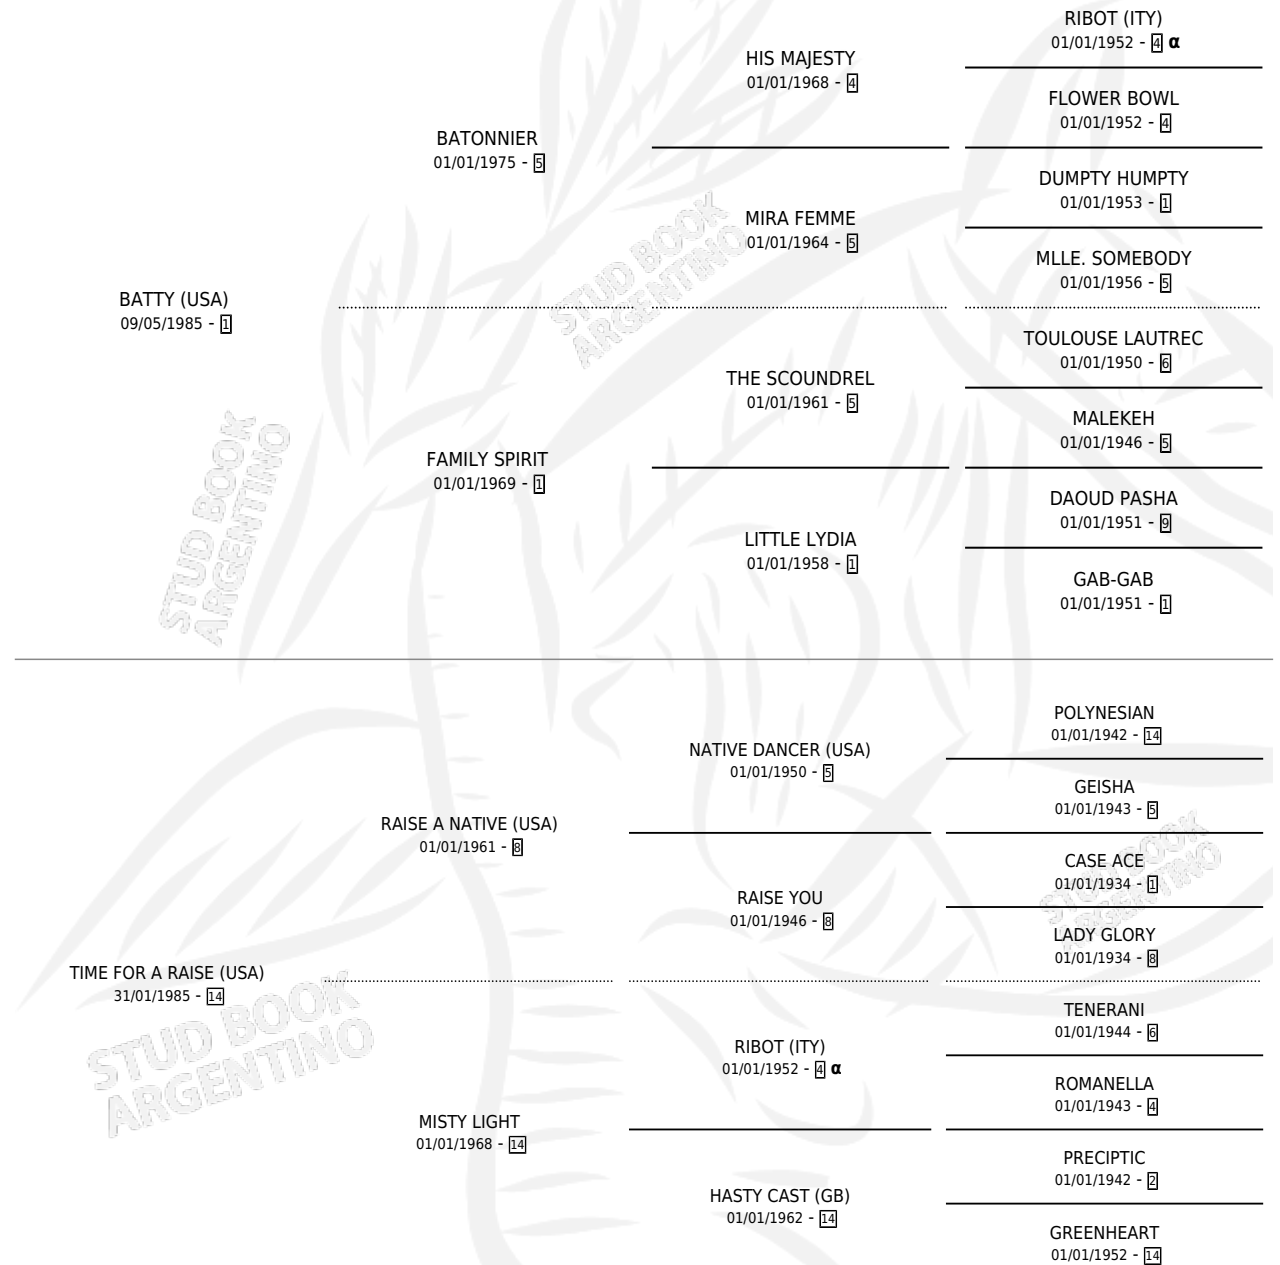 RIBOT (ITY)
01/01/1952 - 4 α
HIS MAJESTY
01/01/1968 - 4
FLOWER BOWL
01/01/1952 - 4
BATONNIER
01/01/1975 - 5
DUMPTY HUMPTY
01/01/1953 - 1
MIRA FEMME
01/01/1964 - 5
MLLE. SOMEBODY
01/01/1956 - 5
BATTY (USA)
09/05/1985 - 1
STUD BOOK
ARGENTINO
TOULOUSE LAUTREC
01/01/1950 - 6
THE SCOUNDREL
01/01/1961 - 5
MALEKEH
01/01/1946 - 5
FAMILY SPIRIT
01/01/1969 - 1
DAOUD PASHA
01/01/1951 - 9
LITTLE LYDIA
01/01/1958 - 1
GAB-GAB
01/01/1951 - 1
STUD BOOK
ARGENTINO
POLYNESIAN
01/01/1942 - 14
NATIVE DANCER (USA)
01/01/1950 - 5
GEISHA
01/01/1943 - 5
RAISE A NATIVE (USA)
01/01/1961 - 8
CASE ACE
01/01/1934 - 1
RAISE YOU
01/01/1946 - 8
LADY GLORY
01/01/1934 - 8
STUD BOOK
ARGENTINO
TIME FOR A RAISE (USA)
31/01/1985 - 14
TENERANI
01/01/1944 - 6
RIBOT (ITY)
01/01/1952 - 4 α
ROMANELLA
01/01/1943 - 4
STUD BOOK
ARGENTINO
MISTY LIGHT
01/01/1968 - 14
PRECIPTIC
01/01/1942 - 2
HASTY CAST (GB)
01/01/1962 - 14
GREENHEART
01/01/1952 - 14